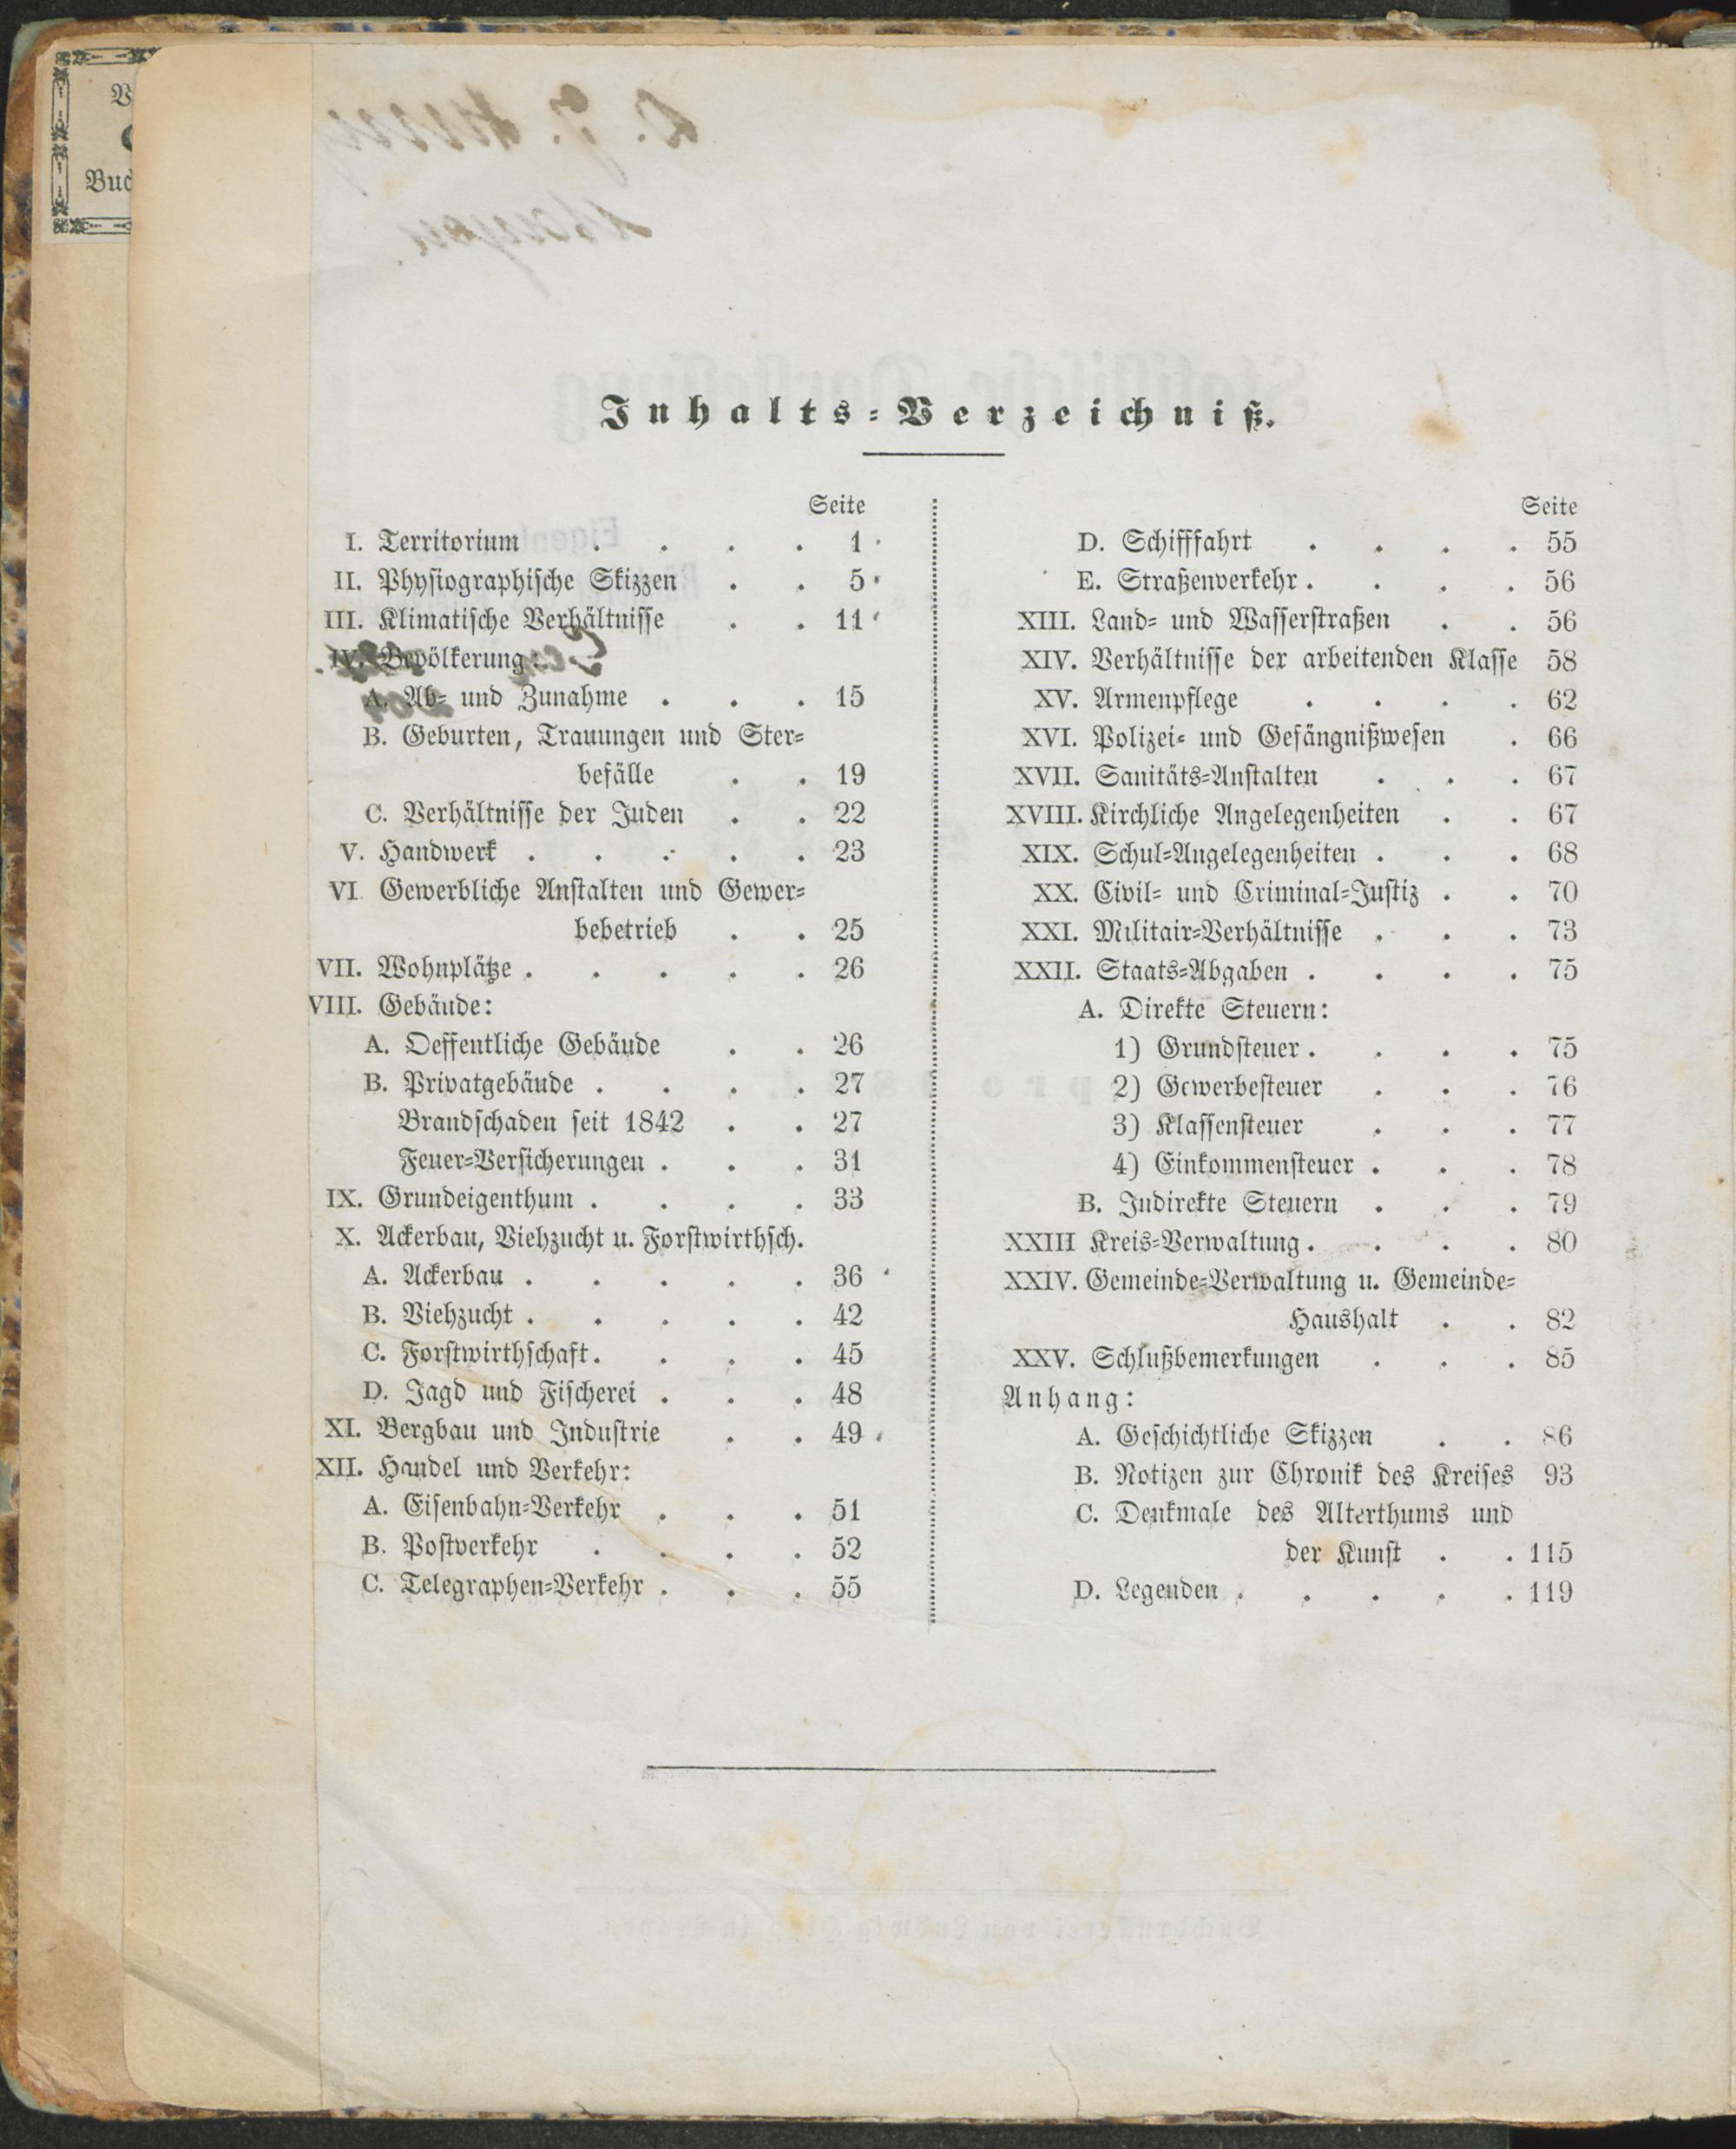 Buc
Inhalts-Verzeichniß.
Seite
I. Territorium . . . . 1
II. Physiographische Skizzen . . 5
III. Klimatische Verhältnisse . . 11
IV. Bevölkerung:
A. Ab- und Zunahme . . . 15
B. Geburten, Trauungen und Ster-
befälle . . 19
C. Verhältnisse der Juden . . 22
V. Handwerk . . . . . 23
VI Gewerbliche Anstalten und Gewer-
bebetrieb . . 25
VII. Wohnplätze . . . . . 26
VIII. Gebäude:
A. Oeffentliche Gebäude . . 26
B. Privatgebäude . . . . 27
Brandschaden seit 1842 . . 27
Feuer-Versicherungen . . . 31
IX. Grundeigenthum . . . . 33
X. Ackerbau, Viehzucht u. Forstwirthsch.
A. Ackerbau . . . . . 36
B. Viehzucht . . . . . 42
C. Forstwirthschaft. . . . 45
D. Jagd und Fischerei . . . 48
XI. Bergbau und Industrie . . 49
XII. Handel und Verkehr:
A. Eisenbahn-Verkehr . . . 51
B. Postverkehr . . . . 52
C. Telegraphen-Verkehr . . . 55
Seite
D. Schifffahrt . . . . 55
E. Straßenverkehr . . . . 56
XIII. Land- und Wasserstraßen . . 56
XIV. Verhältnisse der arbeitenden Klasse 58
XV. Armenpflege . . . . 62
XVI. Polizei- und Gefängnißwesen . 66
XVII. Sanitäts-Anstalten . . . 67
XVIII. Kirchliche Angelegenheiten . . 67
XIX. Schul-Angelegenheiten . . . 68
XX. Civil- und Criminal-Justiz . . 70
XXI. Militair-Verhältnisse . . . 73
XXII. Staats-Abgaben . . . . 75
A. Direkte Steuern:
1) Grundsteuer . . . . 75
2) Gewerbesteuer . . . 76
3) Klassensteuer . . . 77
4) Einkommensteuer . . . 78
B. Indirekte Steuern . . . 79
XXIII Kreis-Verwaltung . . . . 80
XXIV. Gemeinde-Verwaltung u. Gemeinde-
Haushalt . . 82
XXV. Schlußbemerkungen . . . 85
Anhang:
A. Geschichtliche Skizzen . . 86
B. Notizen zur Chronik des Kreises 93
C. Denkmale des Alterthums und
der Kunst . . 115
D. Legenden . . . . . 119